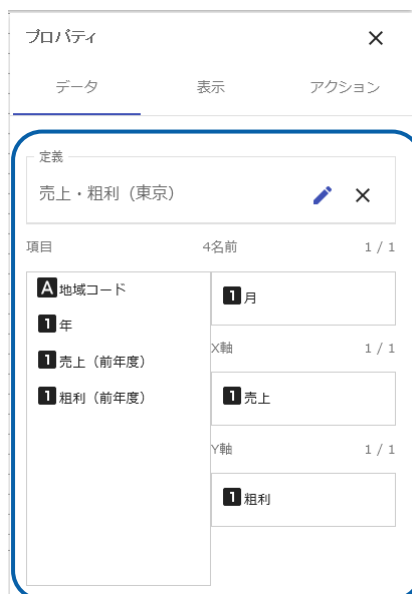 プロパティ
データ 表示 アクション
定義
売上・粗利（東京）
項目 4 名前 1 / 1
A 地域コード
1 年
1 売上（前年度）
1 粗利（前年度）
1 月
X軸 1 / 1
1 売上
Y軸 1 / 1
1 粗利